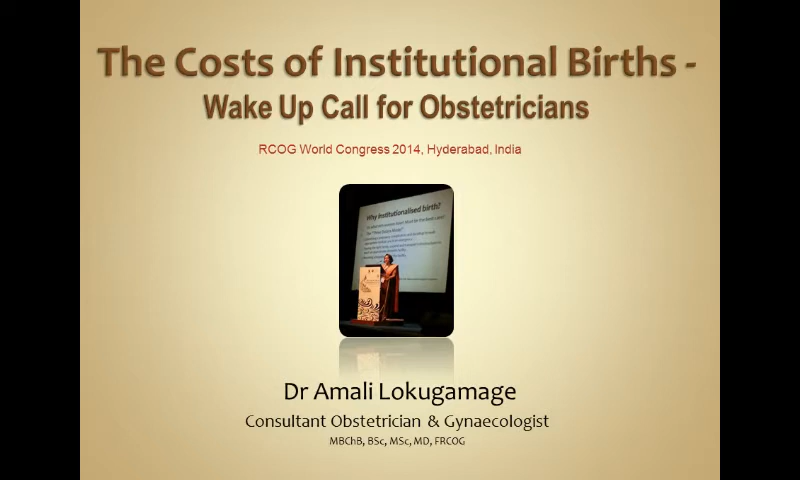 The Costs of Institutional Births -
Wake Up Call for Obstetricians
RCOG World Congress 2014, Hyderabad, India
Why Institutionalised birth?
Dr Amali Lokugamage
Consultant Obstetrician & Gynaecologist
MBChB, BSc, MSc, MD, FRCOG